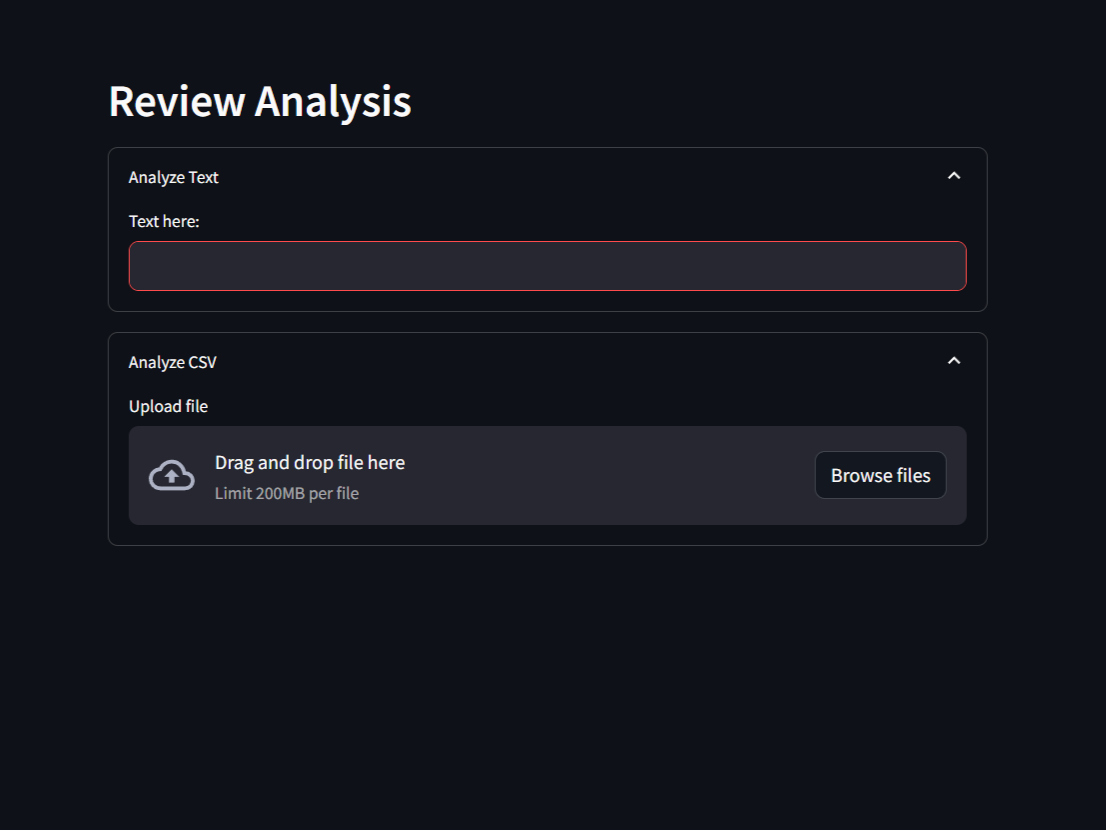 Review Analysis
Analyze Text
Text here:
Analyze CSV
Upload file
Drag and drop file here
Limit 200MB per file
Browse files